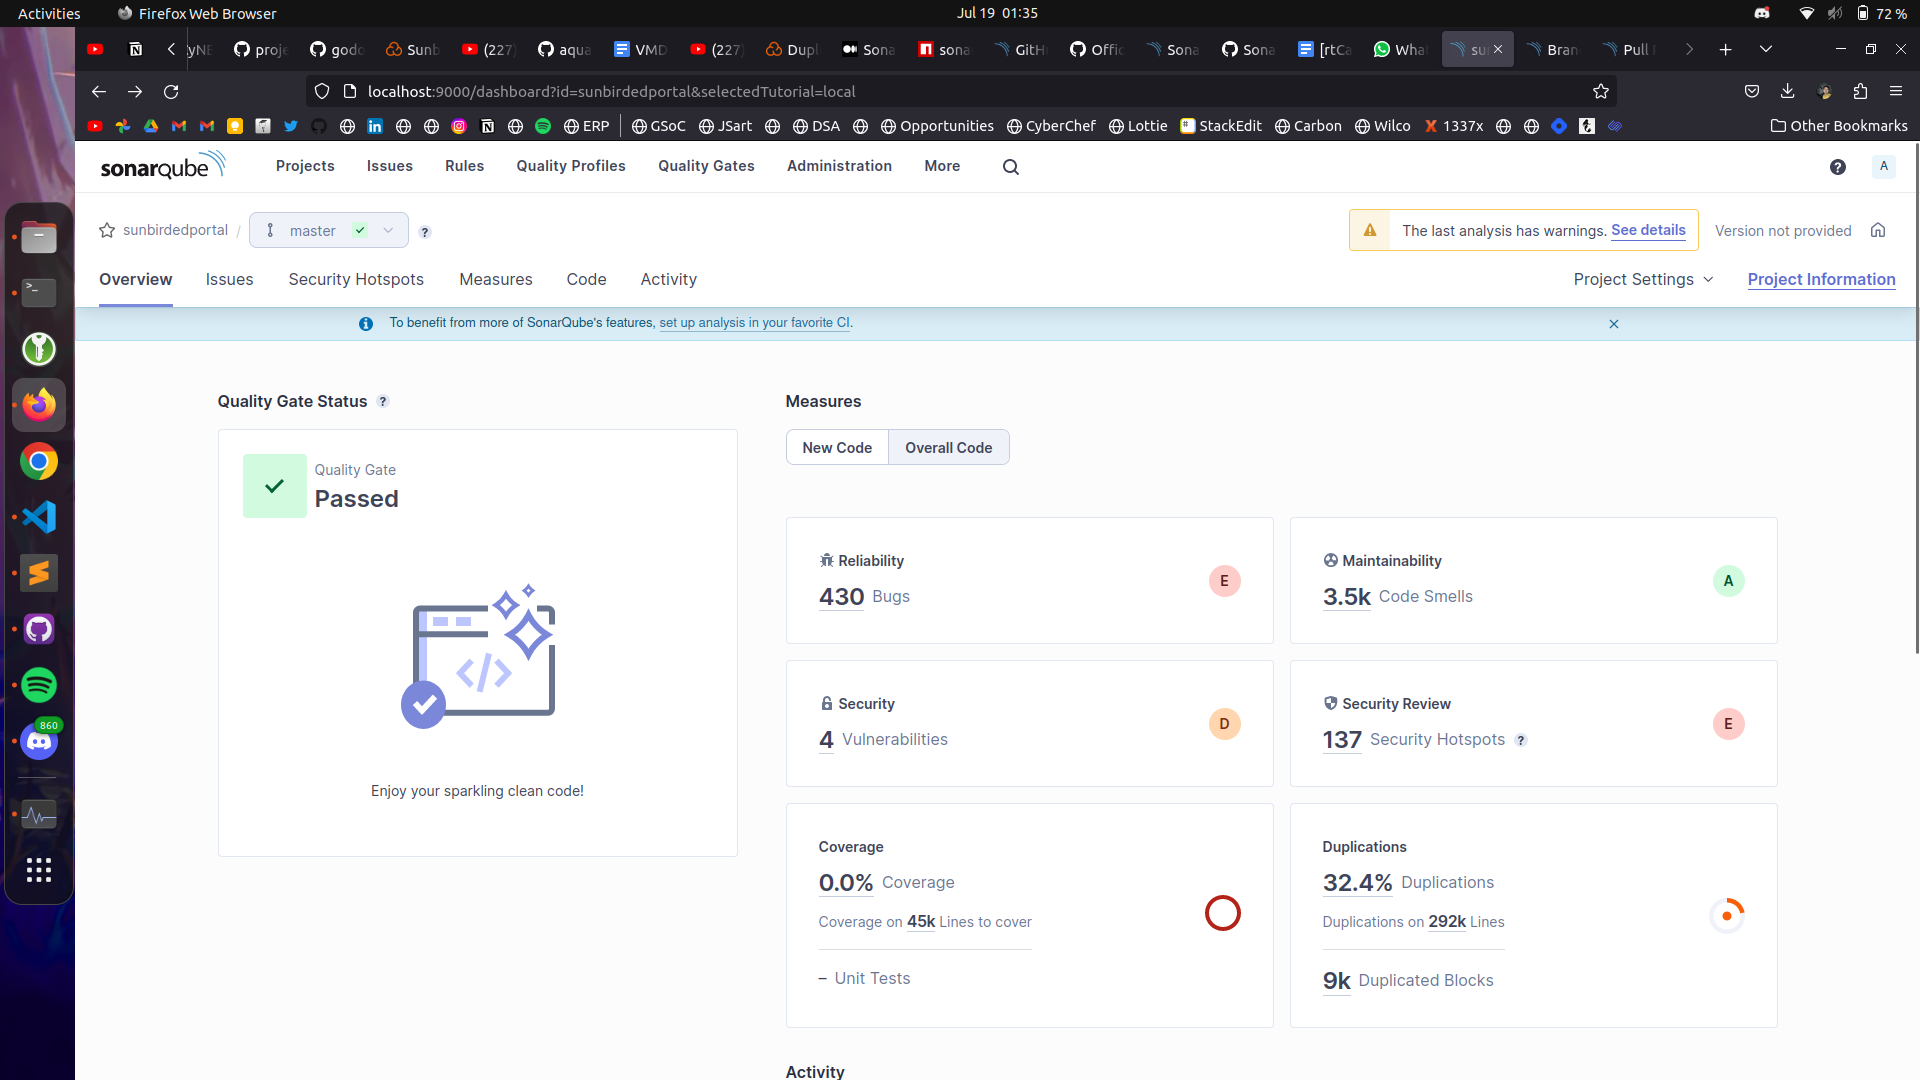 Activities Firefox Web Browser Jul 19 01:35 72 %
yNE proje godo Sunb (227) aqua VMD (227) Dupl Sona sona GitH Offic Sona Sona [rtCa What sun Bran Pull
localhost:9000/dashboard?id=sunbirdedportal&selectedTutorial=local
ERP GSoC JSart DSA Opportunities CyberChef Lottie StackEdit Carbon Wilco 1337x Other Bookmarks
sonarqube Projects Issues Rules Quality Profiles Quality Gates Administration More ? A
sunbirdedportal / master ? The last analysis has warnings. See details Version not provided
Overview Issues Security Hotspots Measures Code Activity Project Settings Project Information
To benefit from more of SonarQube's features, set up analysis in your favorite CI.
Quality Gate Status ?
Quality Gate
Passed
Enjoy your sparkling clean code!
Measures
New Code Overall Code
Reliability
430 Bugs E
Maintainability
3.5k Code Smells A
Security
4 Vulnerabilities D
Security Review
137 Security Hotspots ? E
Coverage
0.0% Coverage
Coverage on 45k Lines to cover
– Unit Tests
Duplications
32.4% Duplications
Duplications on 292k Lines
9k Duplicated Blocks
Activity
860